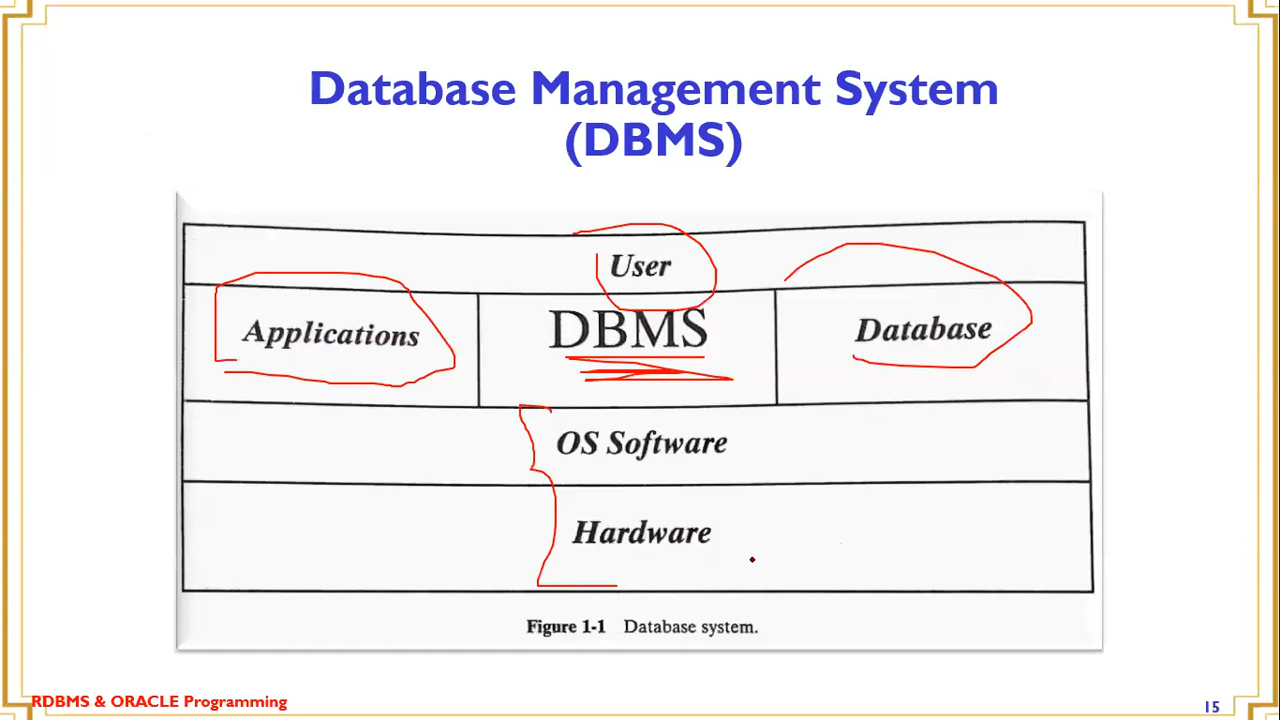 Database Management System
(DBMS)
User
Applications DBMS Database
OS Software
Hardware
Figure 1-1 Database system.
RDBMS & ORACLE Programming
15